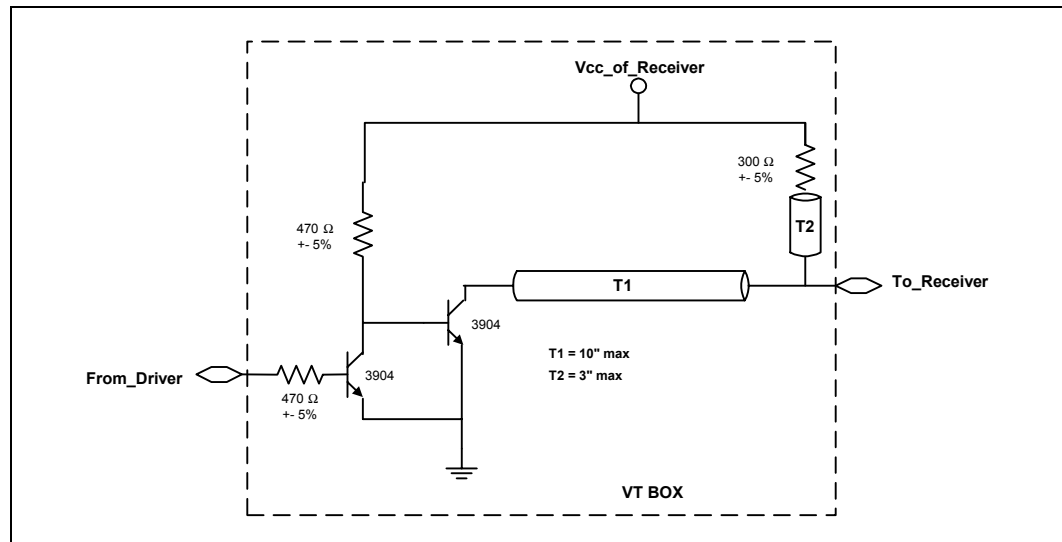 Vcc_of_Receiver
300 Ω
+- 5%
T2
470 Ω
+- 5%
T1
To_Receiver
3904
T1 = 10" max
T2 = 3" max
3904
From_Driver
470 Ω
+- 5%
VT BOX